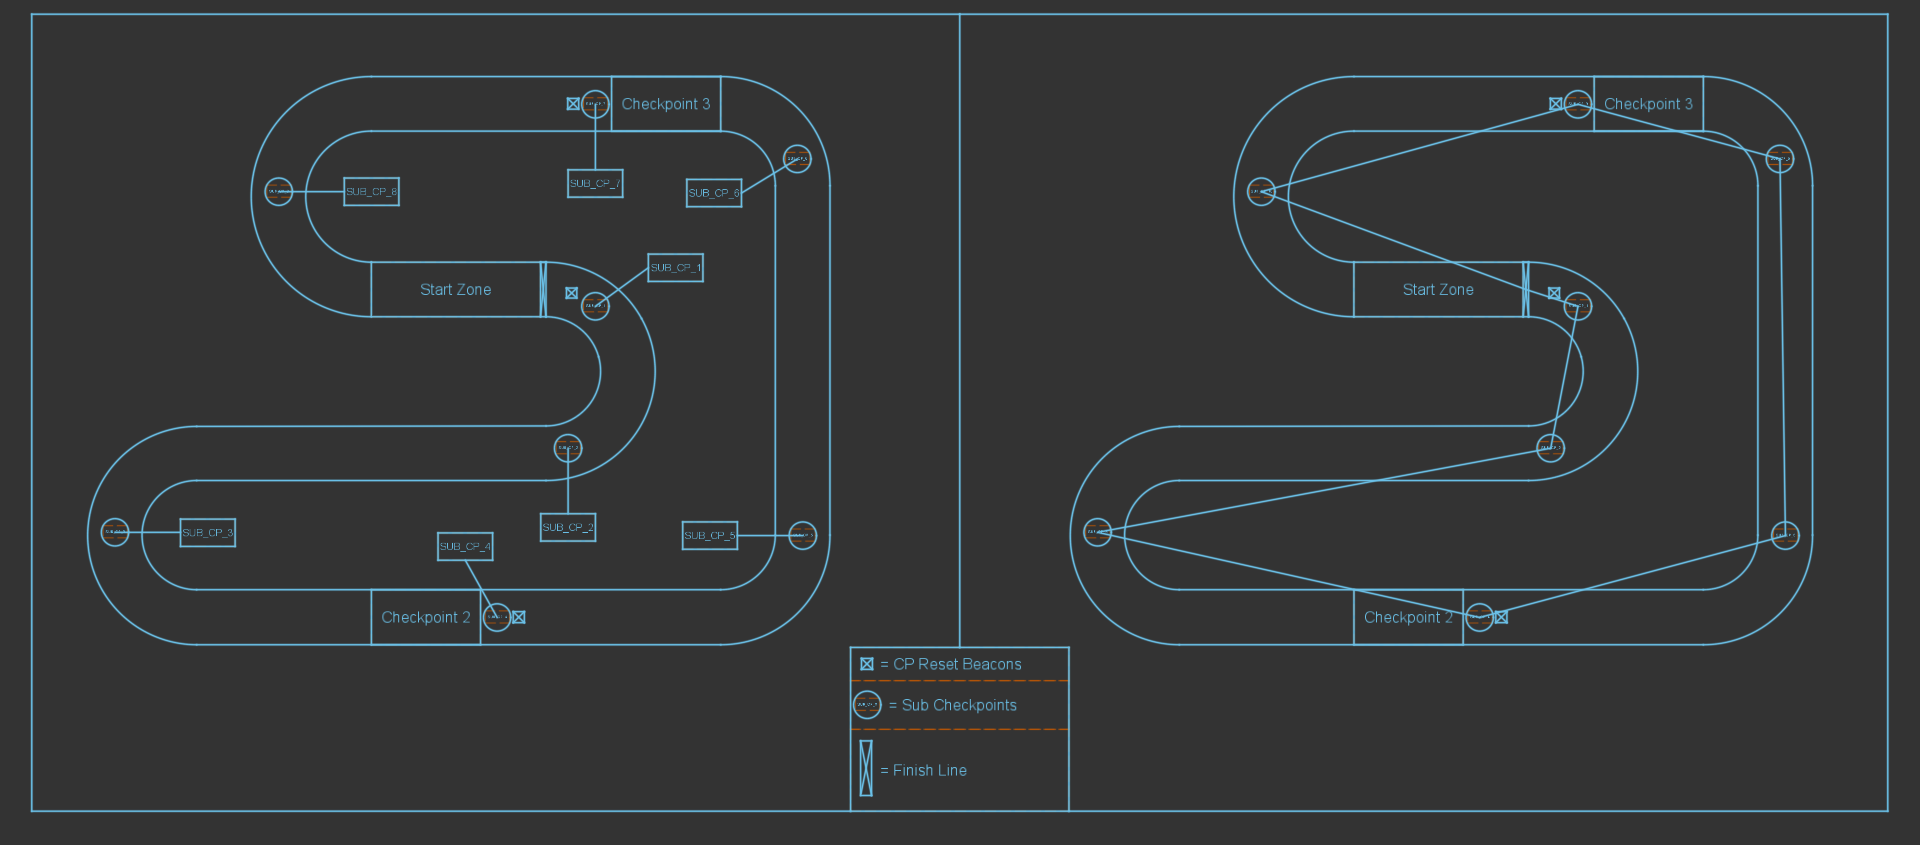 Checkpoint 3
SUB_CP_7
SUB_CP_8
SUB_CP_6
SUB_CP_1
Start Zone
SUB_CP_2
SUB_CP_3
SUB_CP_4
SUB_CP_5
Checkpoint 2
Checkpoint 3
Start Zone
Checkpoint 2
= CP Reset Beacons
= Sub Checkpoints
= Finish Line